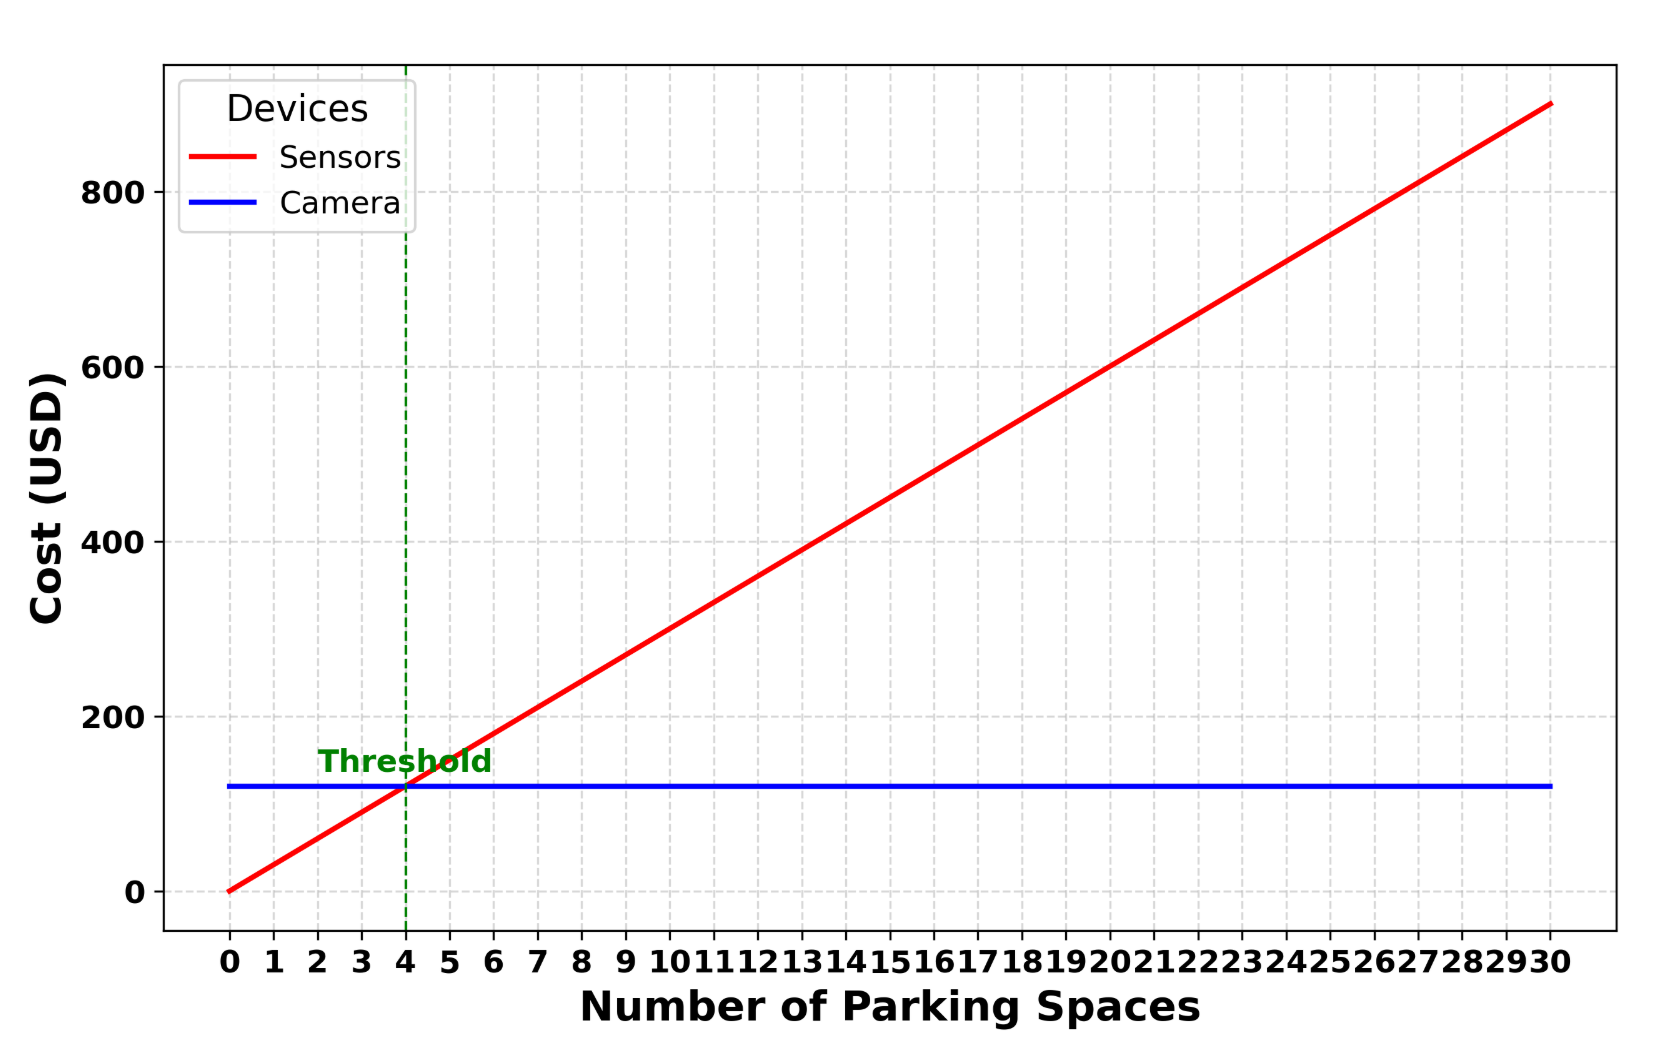 Devices
Sensors
Camera
800
600
400
200
0
Cost (USD)
Threshold
0 1 2 3 4 5 6 7 8 9 10 11 12 13 14 15 16 17 18 19 20 21 22 23 24 25 26 27 28 29 30
Number of Parking Spaces